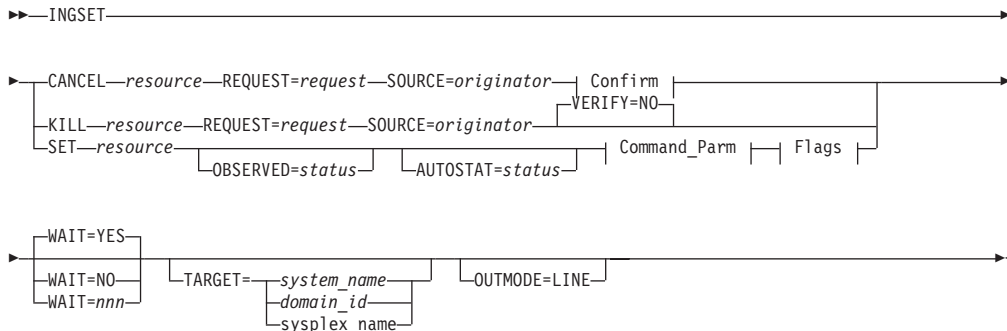 INGSET
CANCEL resource REQUEST=request SOURCE=originator Confirm
VERIFY=NO
KILL resource REQUEST=request SOURCE=originator
SET resource Command_Parm Flags
OBSERVED=status AUTOSTAT=status
WAIT=YES
WAIT=NO TARGET= system_name OUTMODE=LINE
WAIT=nnn domain_id
sysplex_name